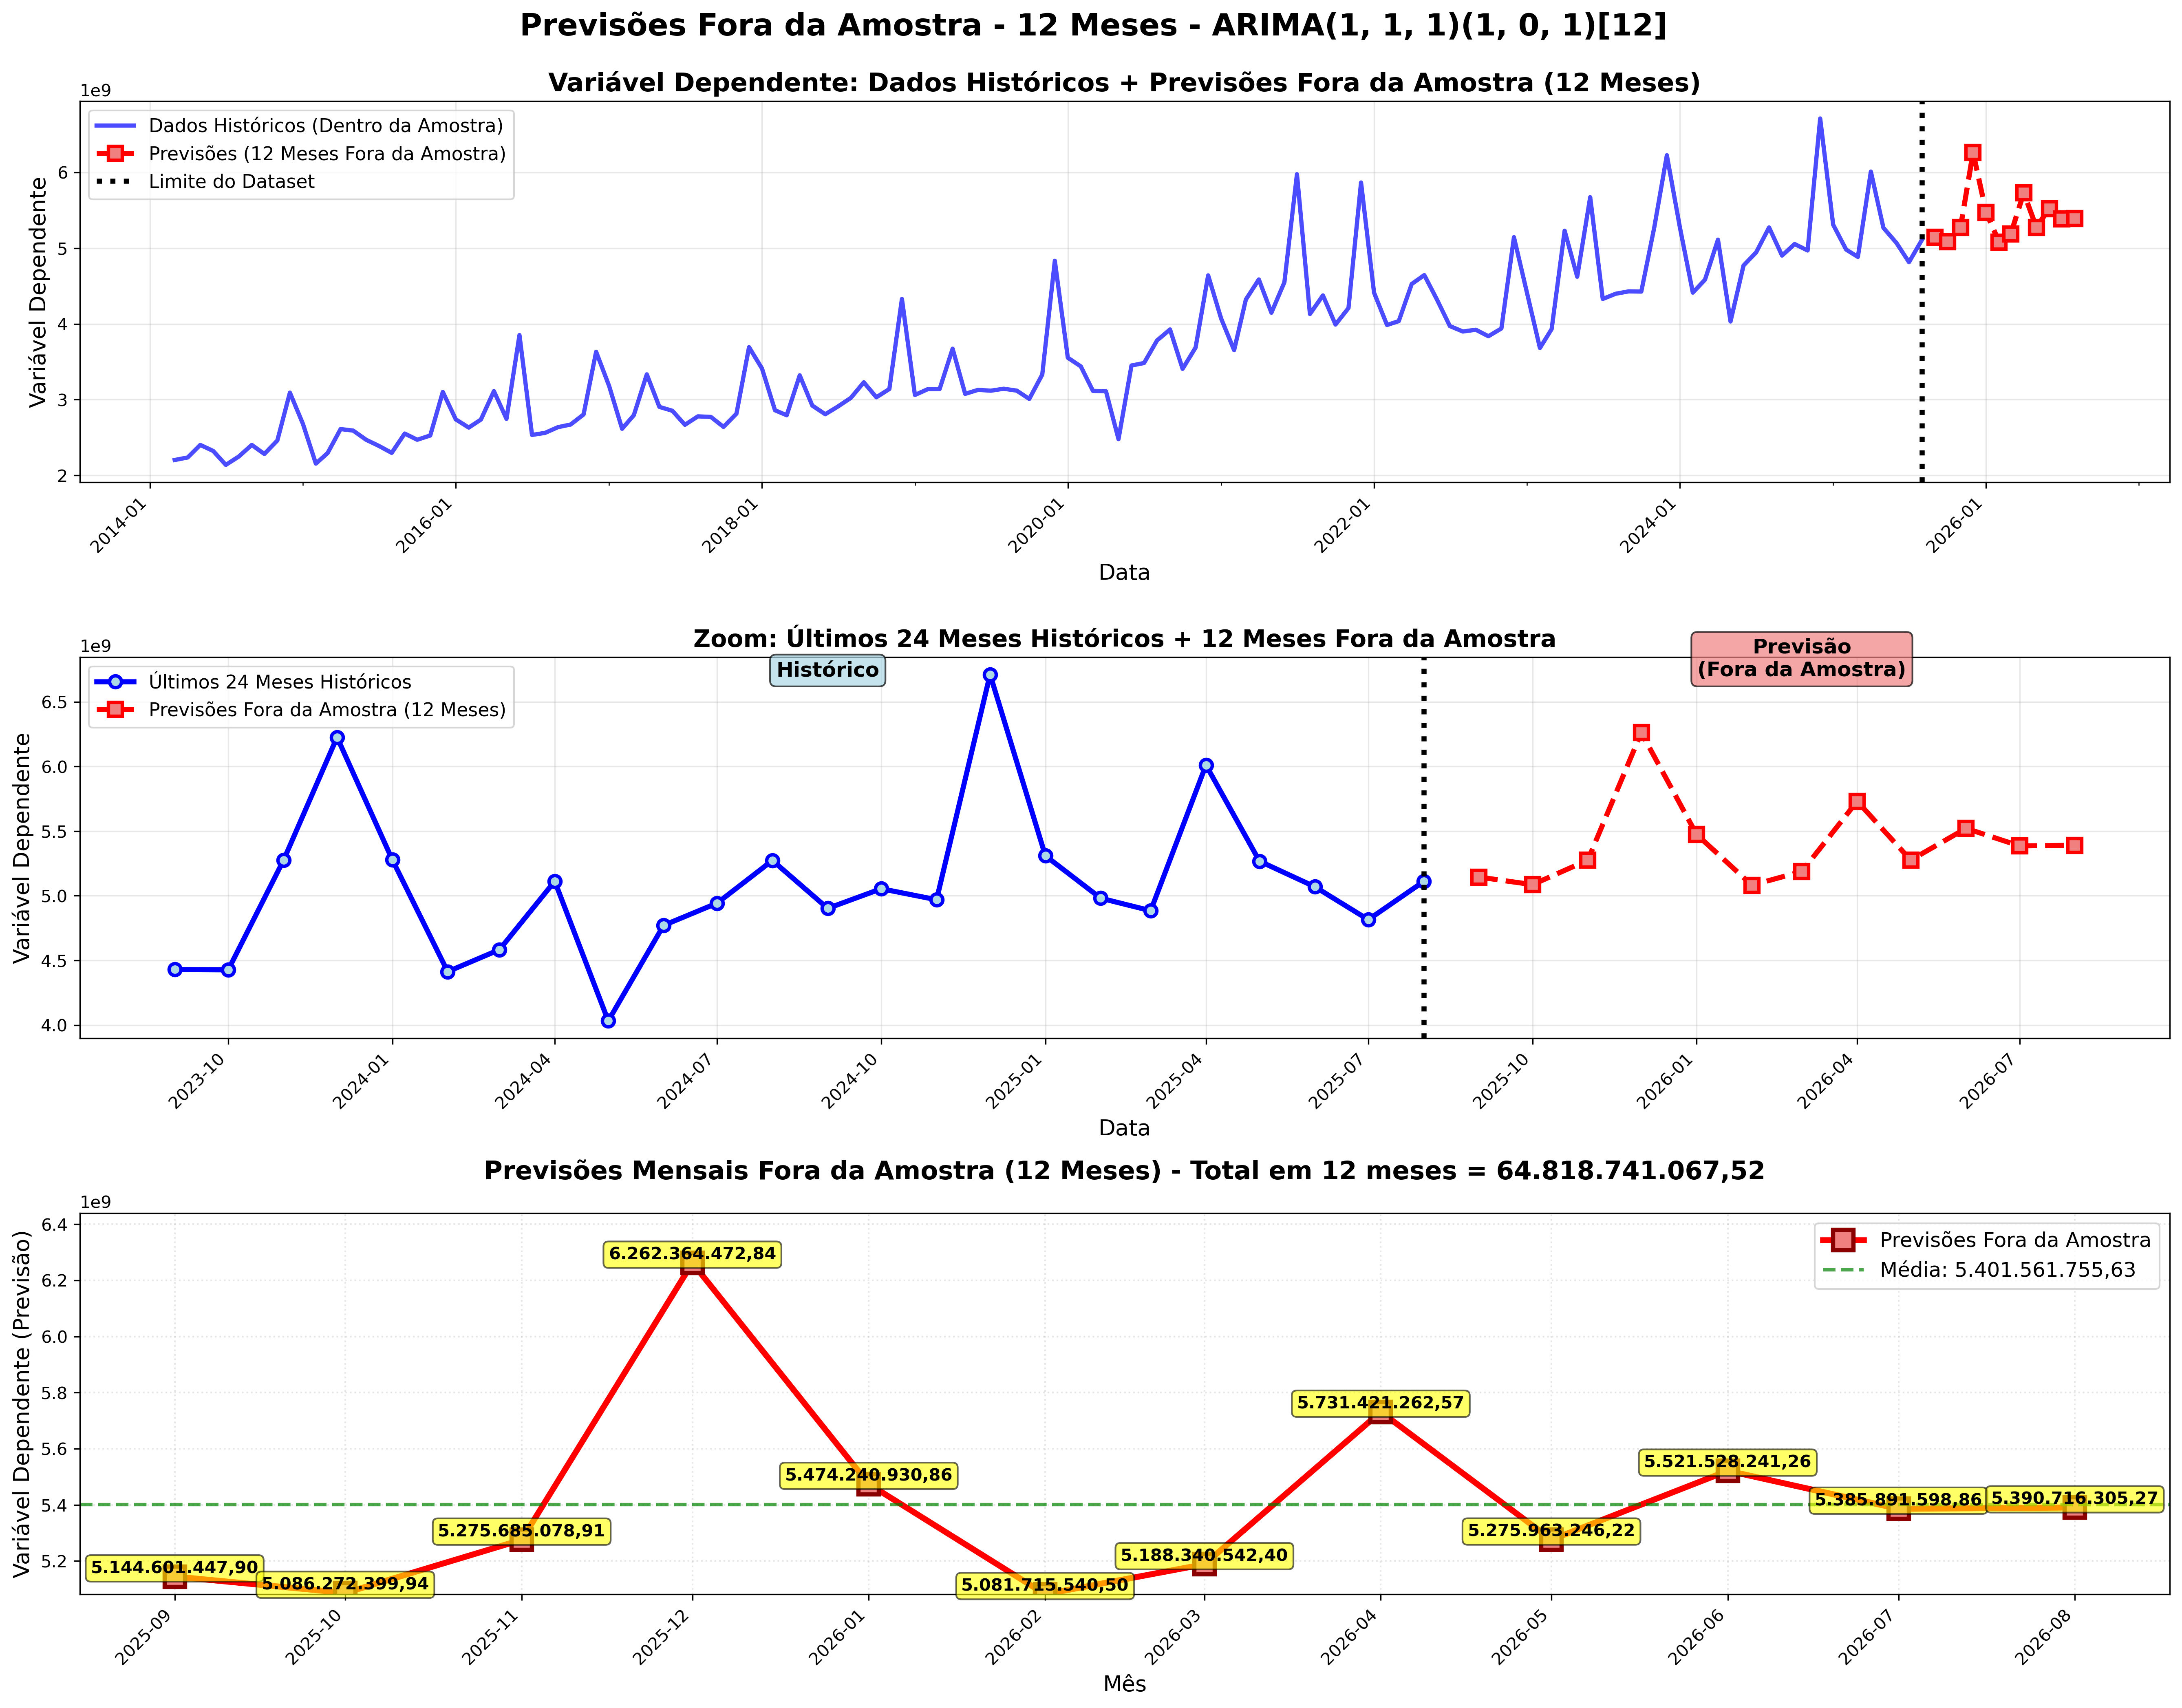 Previsões Fora da Amostra - 12 Meses - ARIMA(1, 1, 1)(1, 0, 1)[12]
Variável Dependente: Dados Históricos + Previsões Fora da Amostra (12 Meses)
1e9
Dados Históricos (Dentro da Amostra)
Previsões (12 Meses Fora da Amostra)
Limite do Dataset
Variável Dependente
6
5
4
3
2
2014-01
2016-01
2018-01
2020-01
2022-01
2024-01
2026-01
Data
Zoom: Últimos 24 Meses Históricos + 12 Meses Fora da Amostra
1e9
Últimos 24 Meses Históricos
Previsões Fora da Amostra (12 Meses)
Histórico
Previsão
(Fora da Amostra)
Variável Dependente
6.5
6.0
5.5
5.0
4.5
4.0
2023-10
2024-01
2024-04
2024-07
2024-10
2025-01
2025-04
2025-07
2025-10
2026-01
2026-04
2026-07
Data
Previsões Mensais Fora da Amostra (12 Meses) - Total em 12 meses = 64.818.741.067,52
1e9
Previsões Fora da Amostra
Média: 5.401.561.755,63
Variável Dependente (Previsão)
6.4
6.2
6.0
5.8
5.6
5.4
5.2
5.144.601.447,90
5.086.272.399,94
5.275.685.078,91
6.262.364.472,84
5.474.240.930,86
5.081.715.540,50
5.188.340.542,40
5.731.421.262,57
5.275.963.246,22
5.521.528.241,26
5.385.891.598,86
5.390.716.305,27
2025-09
2025-10
2025-11
2025-12
2026-01
2026-02
2026-03
2026-04
2026-05
2026-06
2026-07
2026-08
Mês